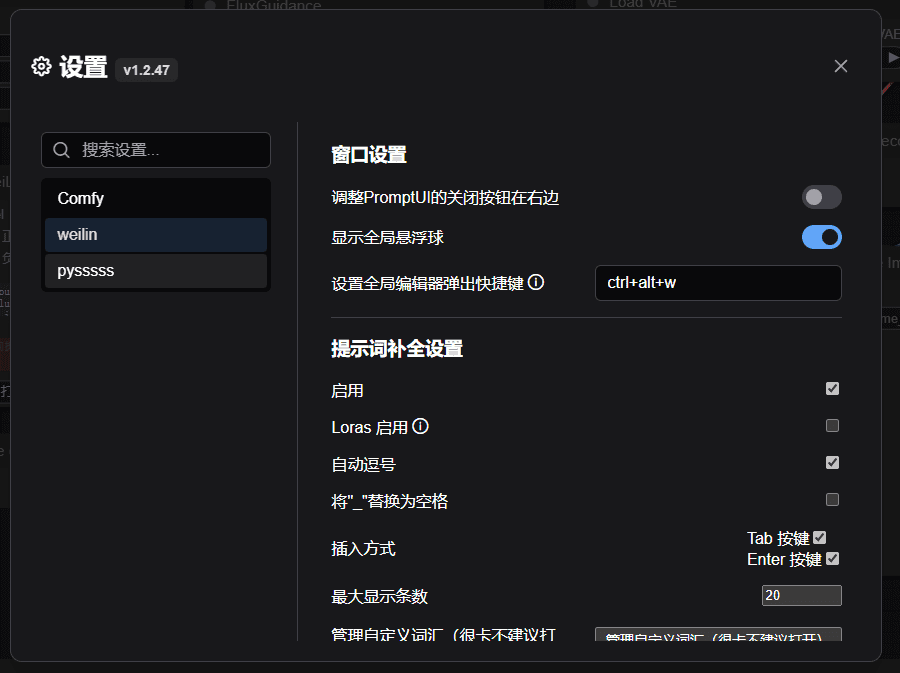 FluxGuidance
Load VAE
设置 v1.2.47
搜索设置...
Comfy
weilin
pysssss
窗口设置
调整PromptUI的关闭按钮在右边
显示全局悬浮球
设置全局编辑器弹出快捷键
ctrl+alt+w
提示词补全设置
启用
Loras 启用
自动逗号
将"_"替换为空格
插入方式
Tab 按键
Enter 按键
最大显示条数
20
管理自定义词汇（很卡不建议打
管理自定义词汇（很卡不建议打开）